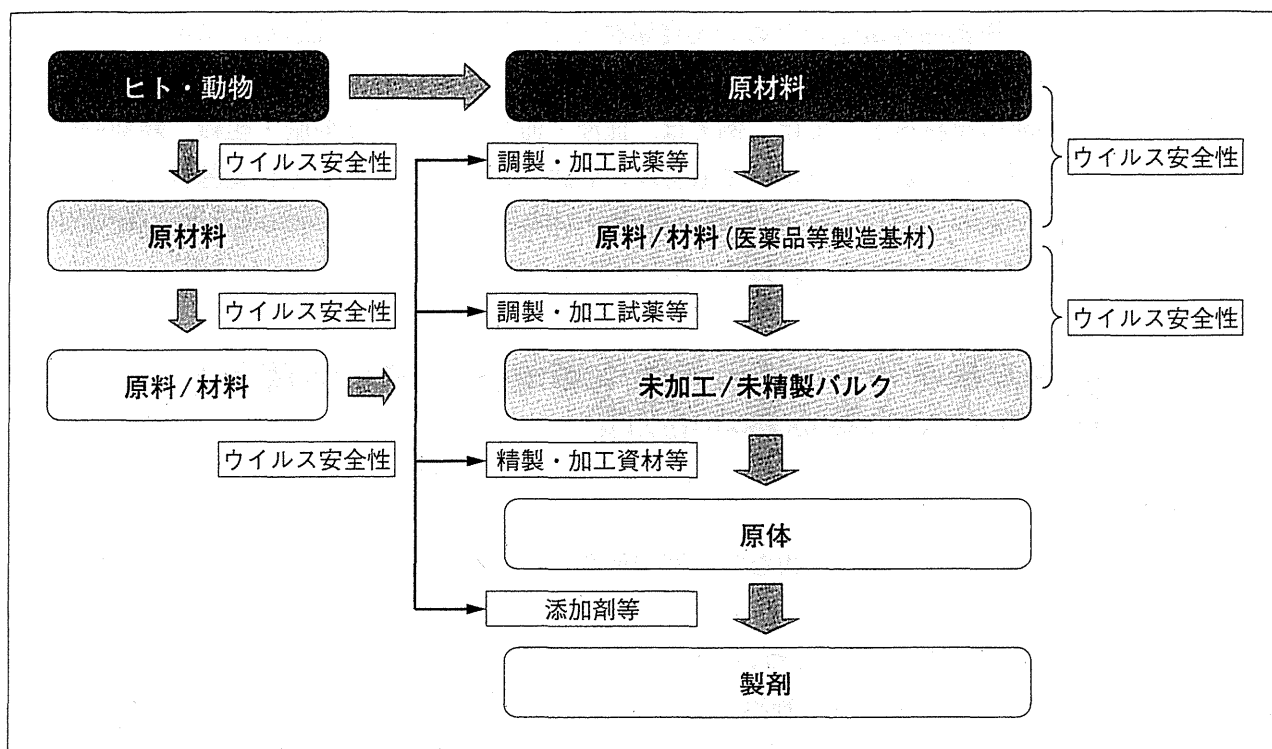 ヒト・動物
原材料
ウイルス安全性
調製・加工試薬等
ウイルス安全性
原材料
原料/材料(医薬品等製造基材)
ウイルス安全性
調製・加工試薬等
ウイルス安全性
原料/材料
未加工/未精製バルク
ウイルス安全性
精製・加工資材等
原体
添加剤等
製剤